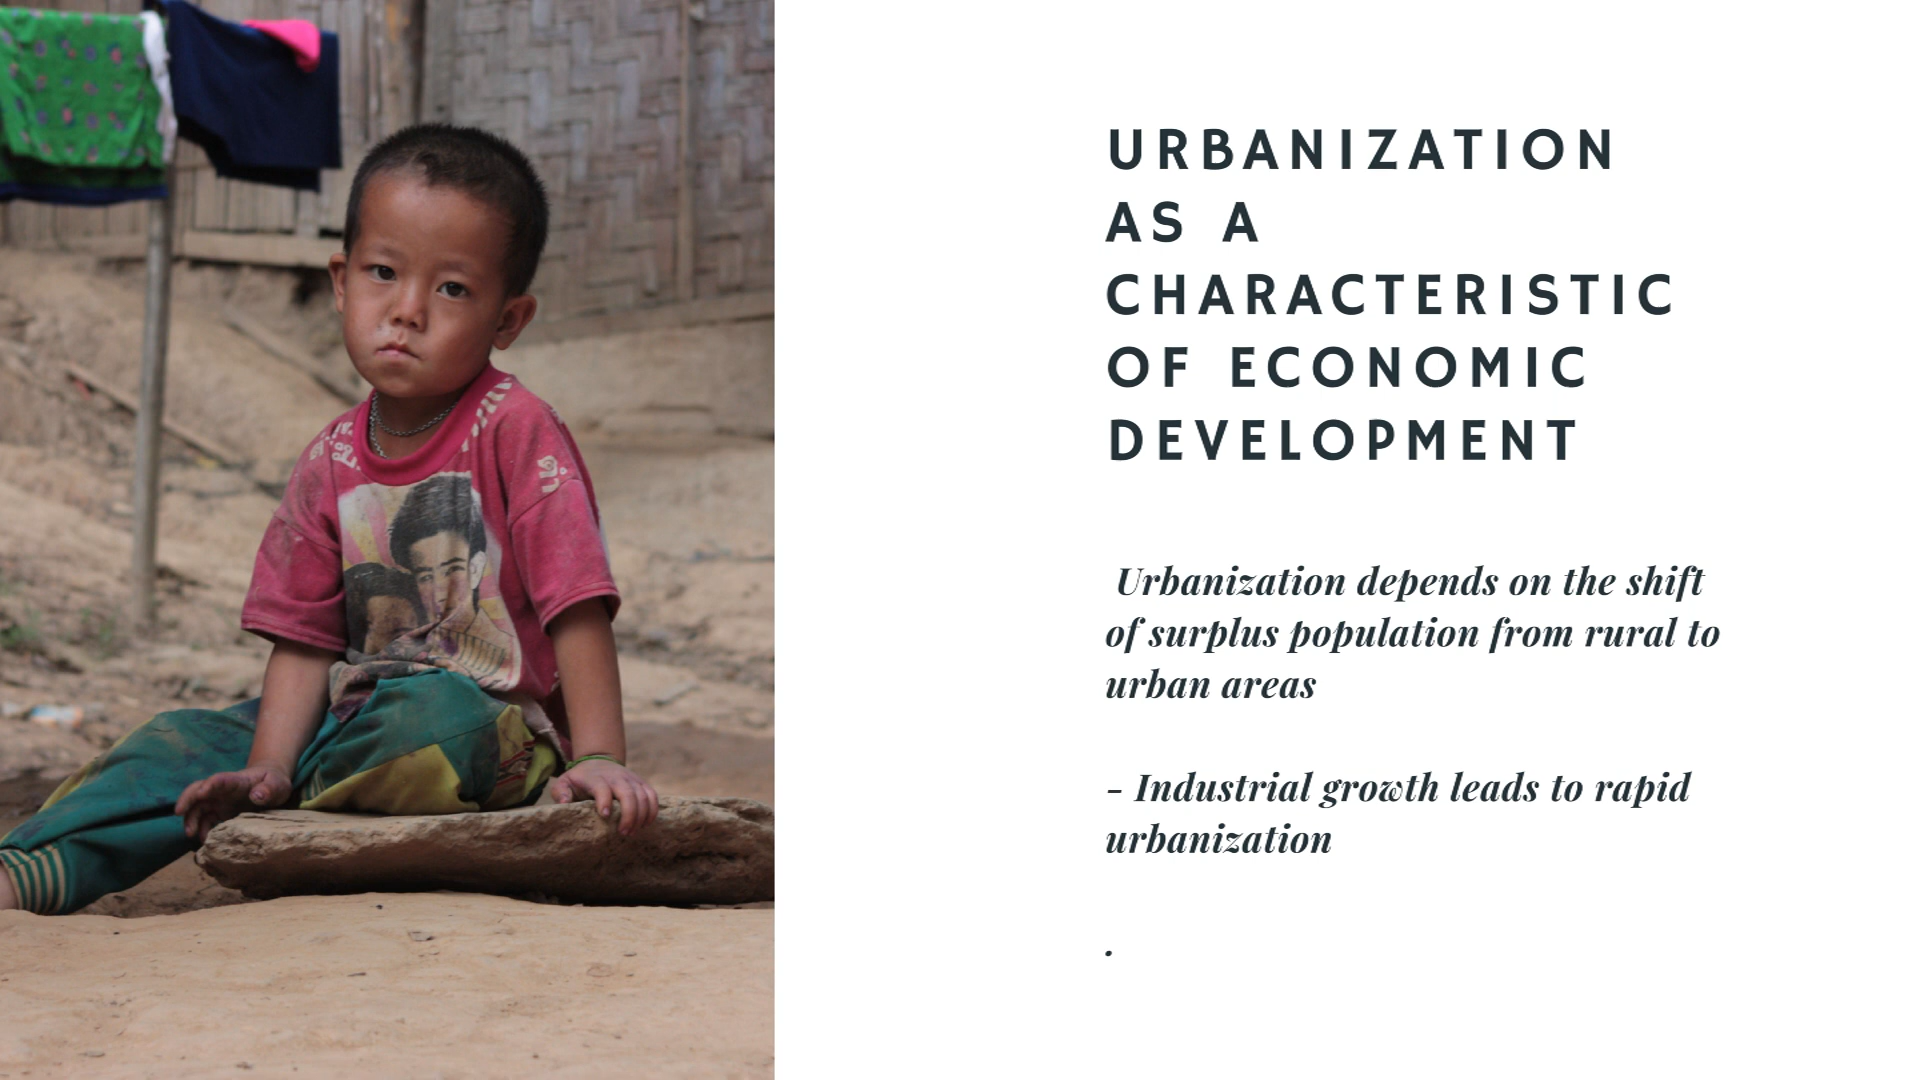 URBANIZATION
AS A
CHARACTERISTIC
OF ECONOMIC
DEVELOPMENT
Urbanization depends on the shift
of surplus population from rural to
urban areas
- Industrial growth leads to rapid
urbanization
.